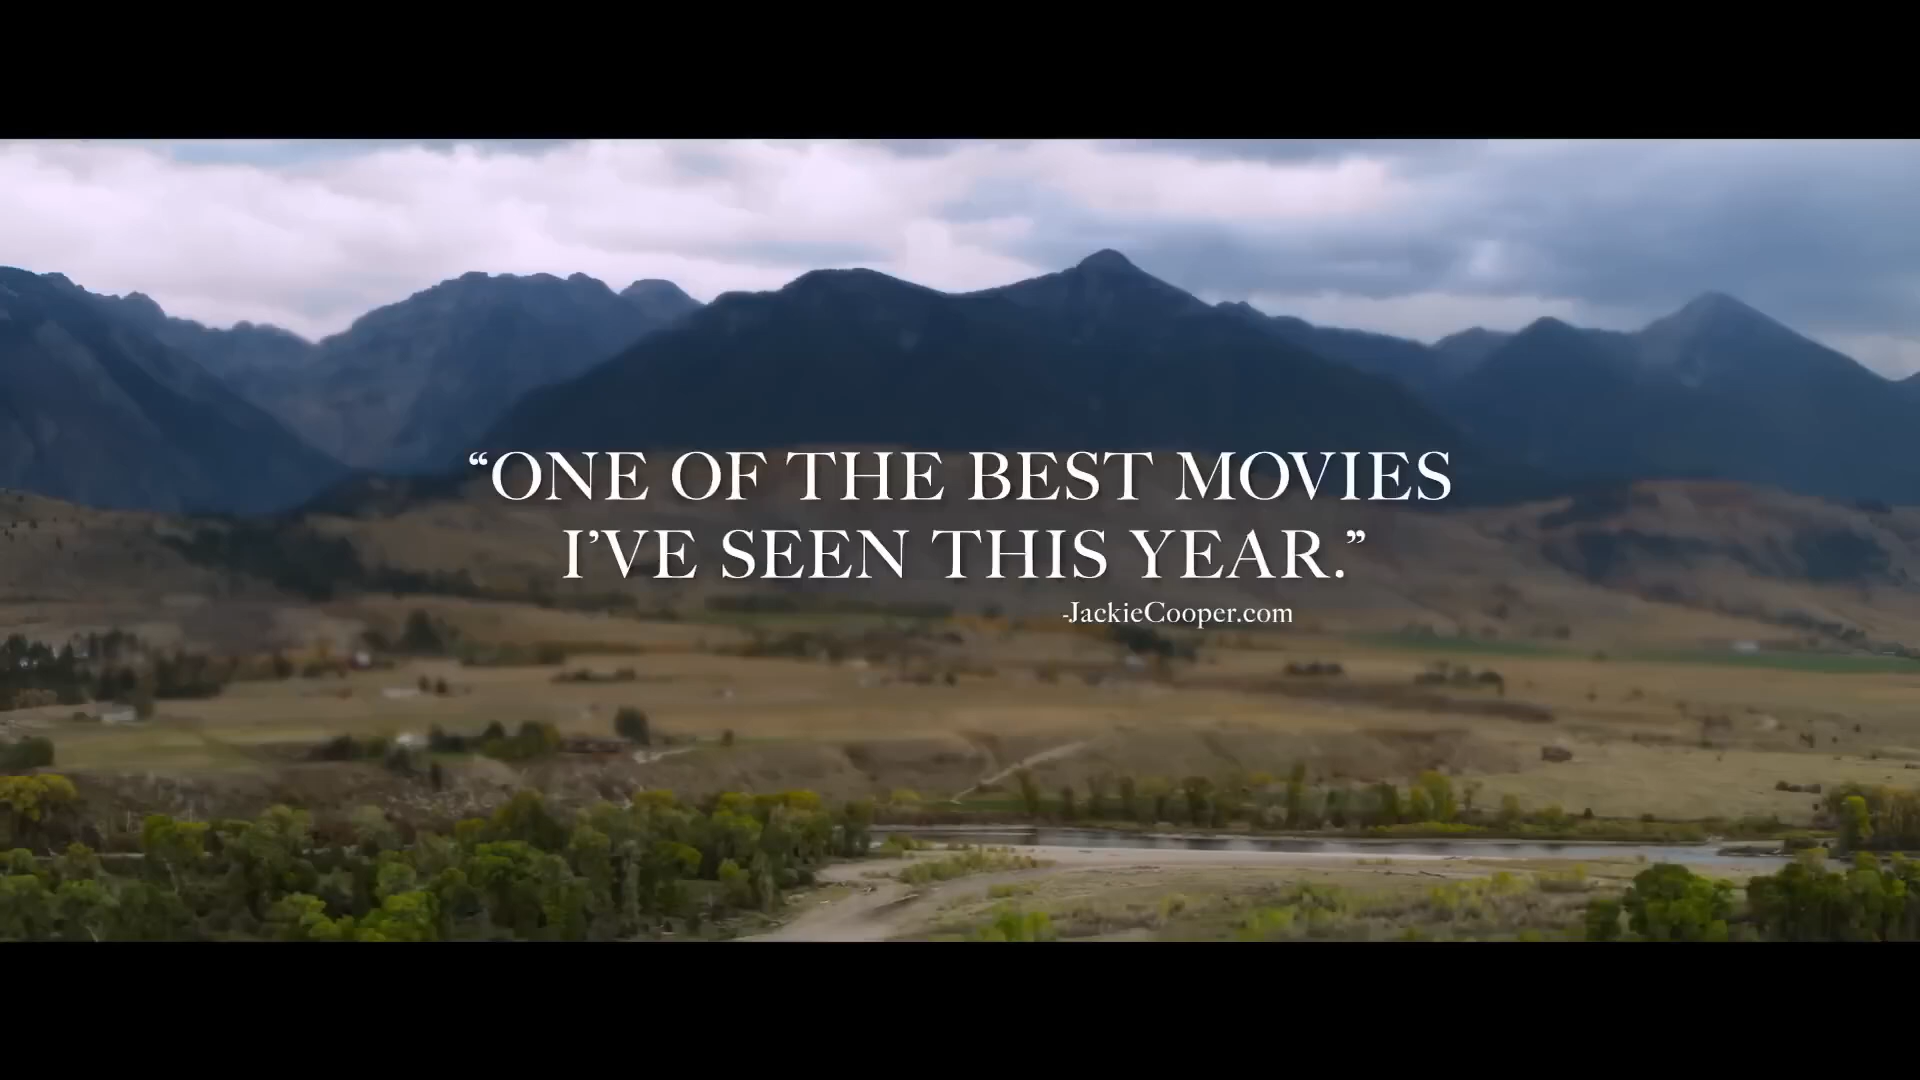 “ONE OF THE BEST MOVIES
I’VE SEEN THIS YEAR.”
-JackieCooper.com